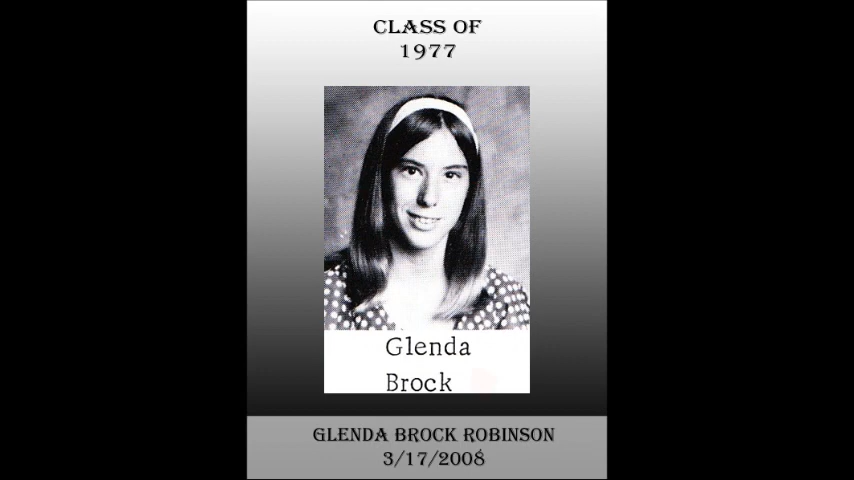 CLASS OF
1977
Glenda
Brock
GLENDA BROCK ROBINSON
3/17/2008